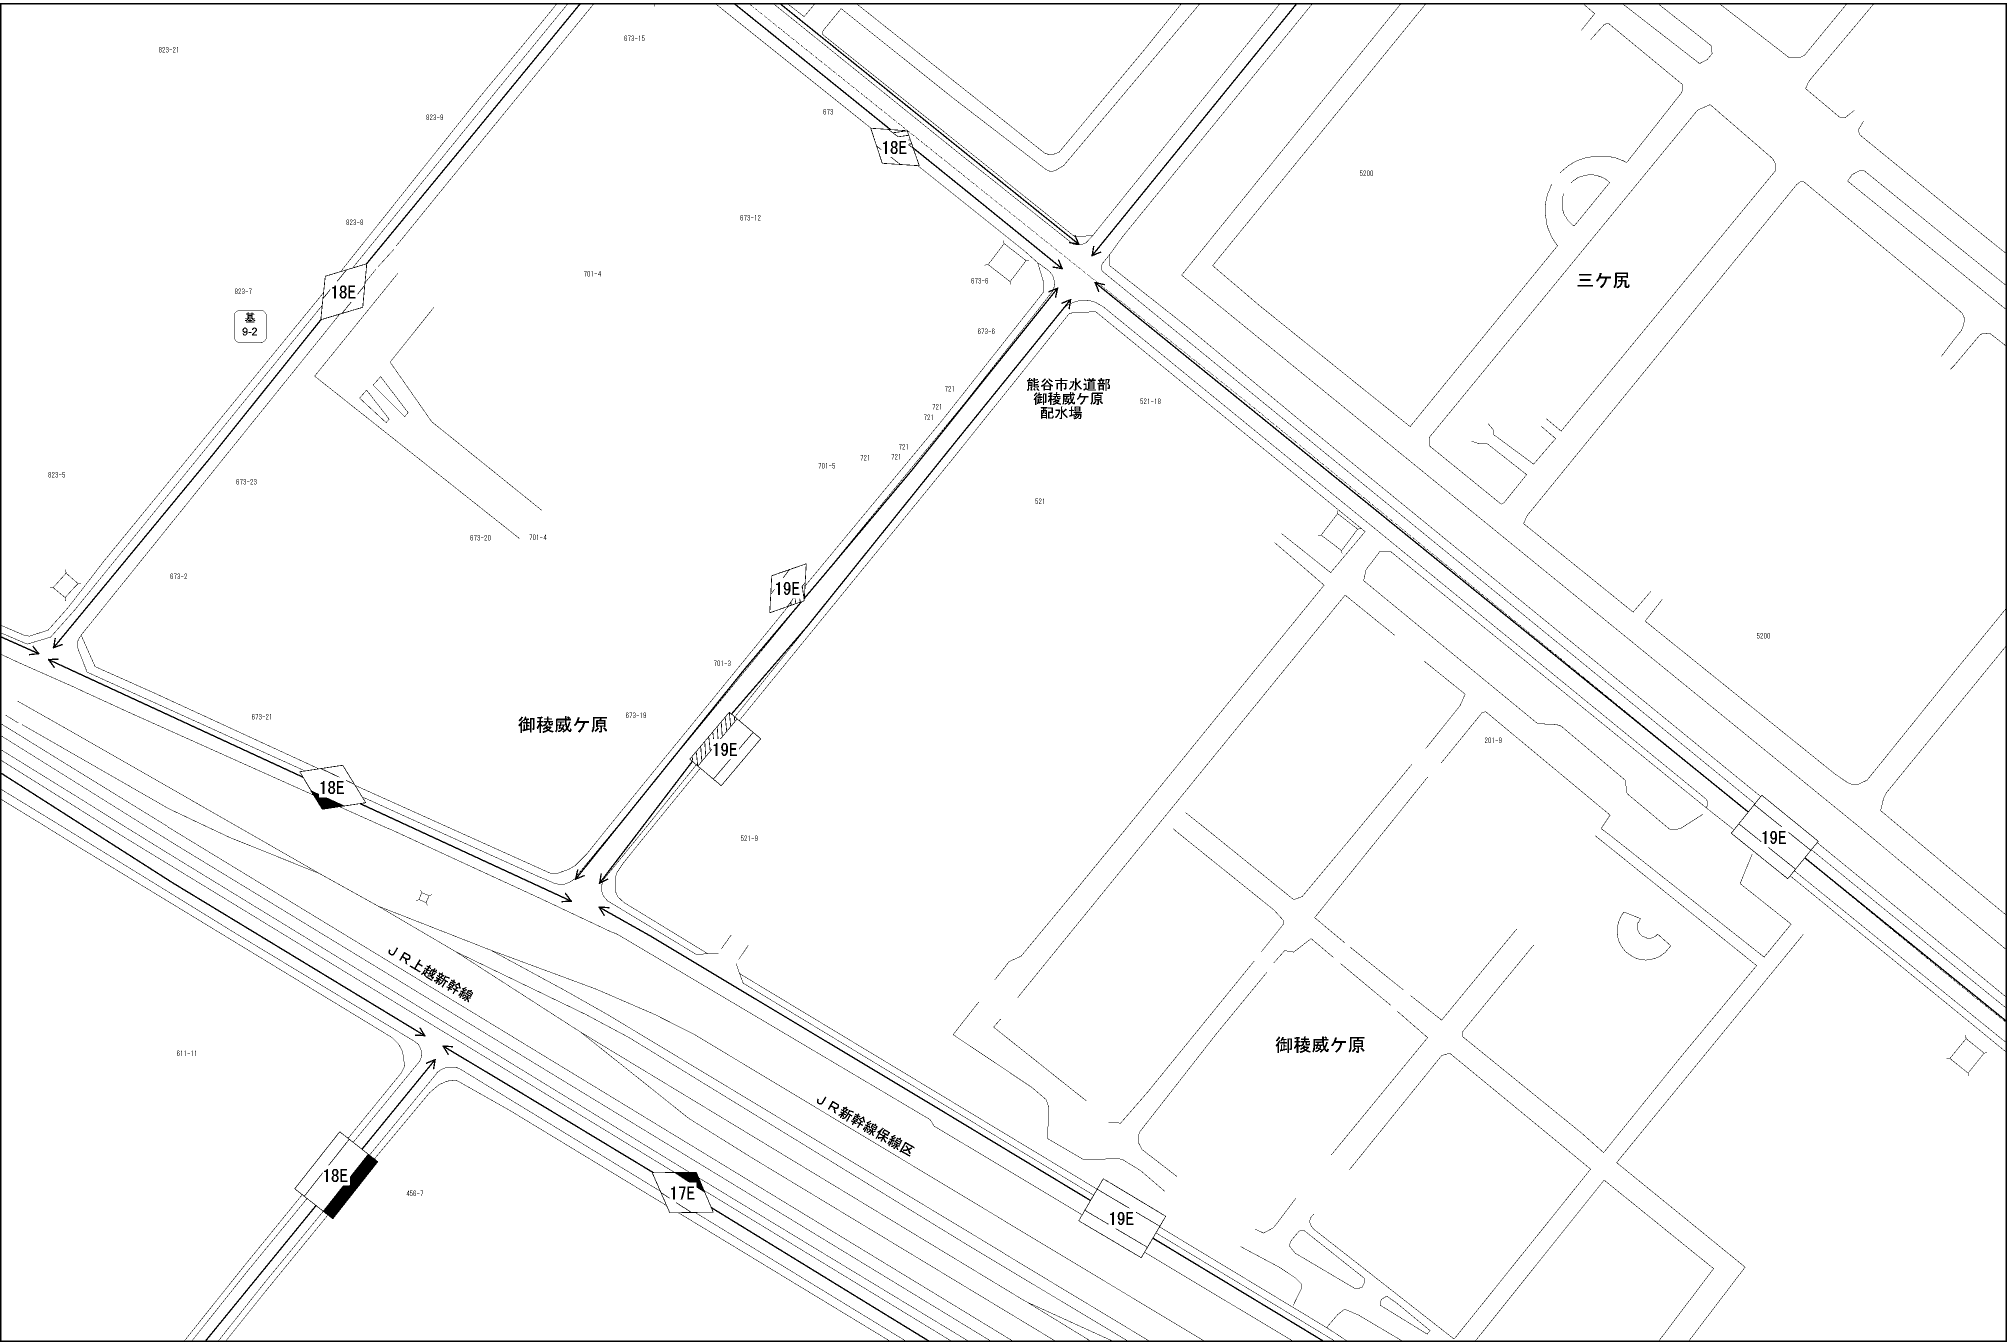 823-21
673-15
823-9
673
18E
5200
823-8
673-12
701-4
673-6
三ケ尻
823-7
18E
基
9-2
673-6
熊谷市水道部
御稜威ケ原
配水場
721
721
721
521-18
721
721
721
701-5
823-5
673-23
521
673-20
701-4
673-2
19E
5200
701-3
673-21
御稜威ケ原
673-19
201-9
19E
18E
521-9
19E
JR上越新幹線
611-11
御稜威ケ原
JR新幹線保線区
18E
456-7
17E
19E